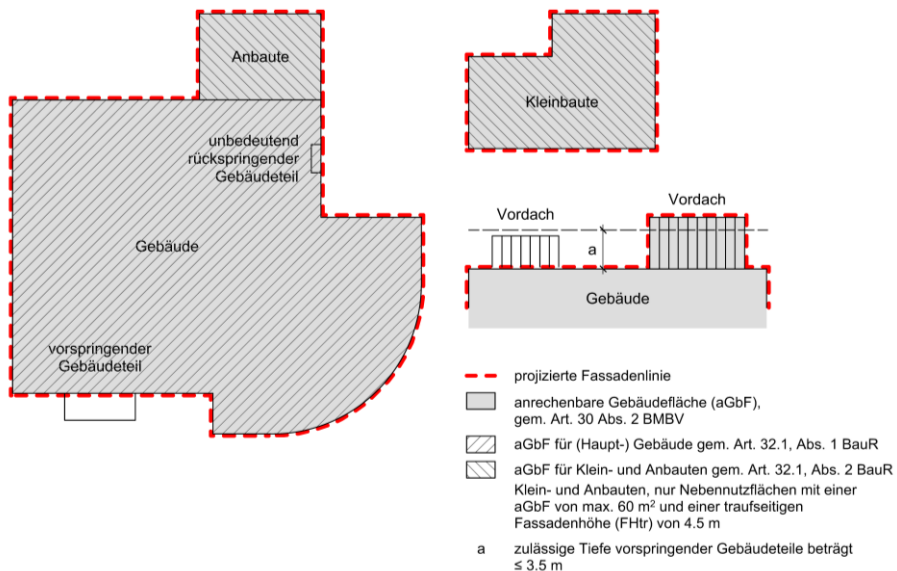 Anbaute
unbedeutend
rückspringender
Gebäudeteil
Gebäude
vorspringender
Gebäudeteil
Kleinbaute
Vordach
Vordach
a
Gebäude
projizierte Fassadenlinie
anrechenbare Gebäudefläche (aGbF),
gem. Art. 30 Abs. 2 BMBV
aGbF für (Haupt-) Gebäude gem. Art. 32.1, Abs. 1 BauR
aGbF für Klein- und Anbauten gem. Art. 32.1, Abs. 2 BauR
Klein- und Anbauten, nur Nebennutzflächen mit einer
aGbF von max. 60 m² und einer traufseitigen
Fassadenhöhe (FHtr) von 4.5 m
a zulässige Tiefe vorspringender Gebäudeteile beträgt
≤ 3.5 m